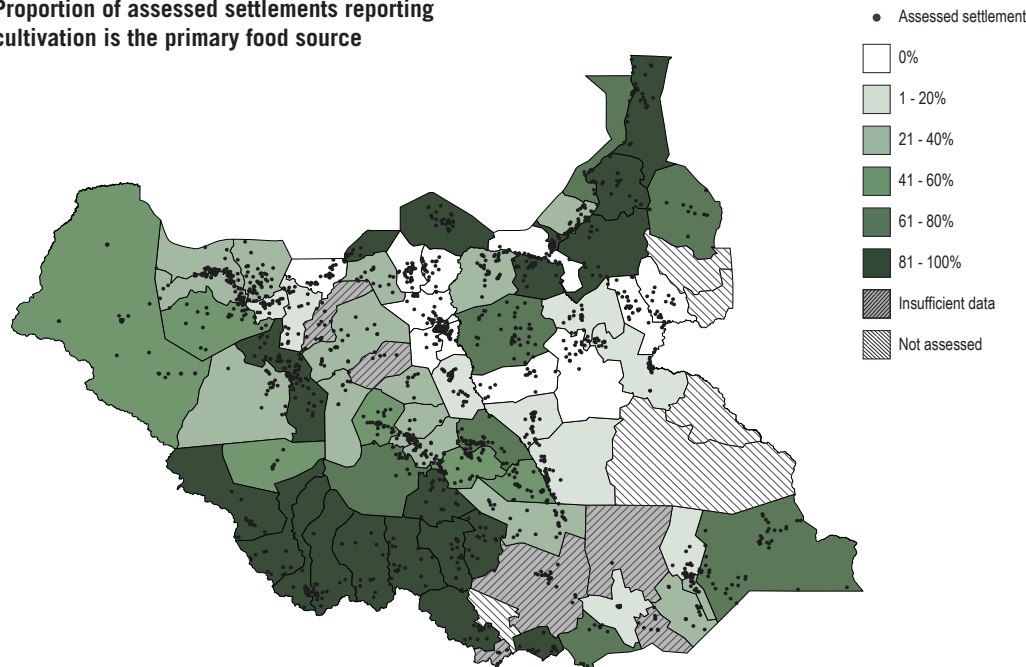 Proportion of assessed settlements reporting
cultivation is the primary food source
Assessed settlement
0%
1 - 20%
21 - 40%
41 - 60%
61 - 80%
81 - 100%
Insufficient data
Not assessed